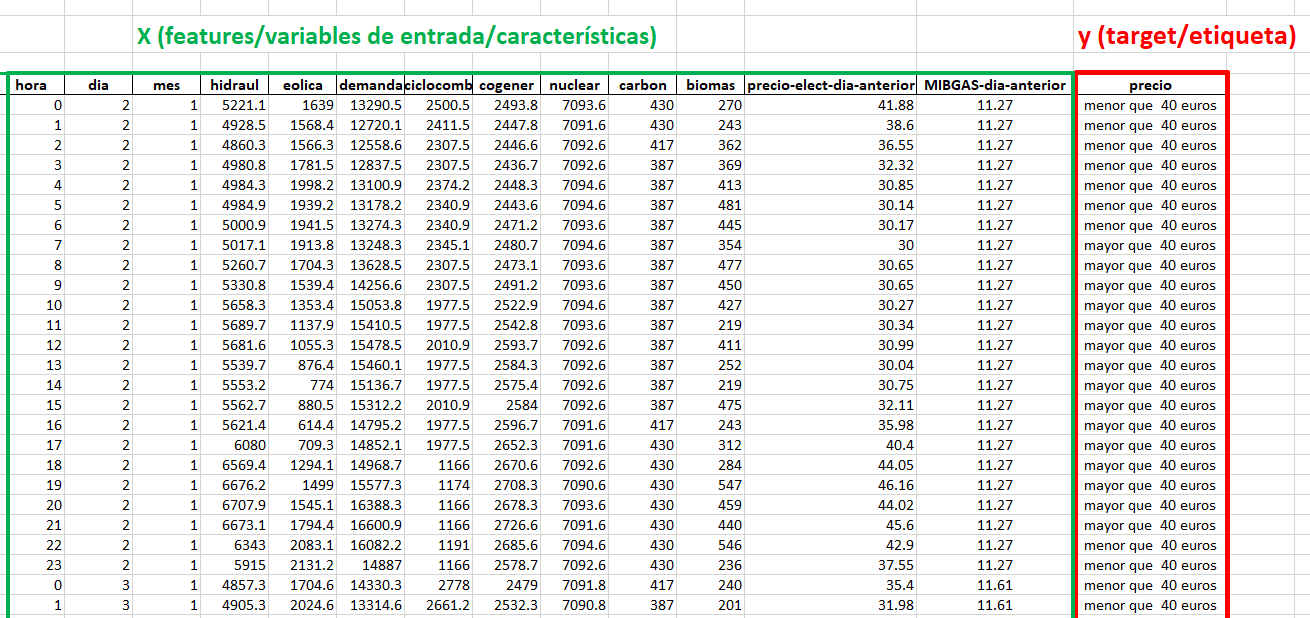 X (features/variables de entrada/características) y (target/etiqueta)
hora dia mes hidraul eolica demanda ciclocomb cogener nuclear carbon biomas precio-elect-dia-anterior MIBGAS-dia-anterior precio
0 2 1 5221.1 1639 13290.5 2500.5 2493.8 7093.6 430 270 41.88 11.27 menor que 40 euros
1 2 1 4928.5 1568.4 12720.1 2411.5 2447.8 7091.6 430 243 38.6 11.27 menor que 40 euros
2 2 1 4860.3 1566.3 12558.6 2307.5 2446.6 7092.6 417 362 36.55 11.27 menor que 40 euros
3 2 1 4980.8 1781.5 12837.5 2307.5 2436.7 7092.6 387 369 32.32 11.27 menor que 40 euros
4 2 1 4984.3 1998.2 13100.9 2374.2 2448.3 7094.6 387 413 30.85 11.27 menor que 40 euros
5 2 1 4984.9 1939.2 13178.2 2340.9 2443.6 7094.6 387 481 30.14 11.27 menor que 40 euros
6 2 1 5000.9 1941.5 13274.3 2340.9 2471.2 7093.6 387 445 30.17 11.27 menor que 40 euros
7 2 1 5017.1 1913.8 13248.3 2345.1 2480.7 7094.6 387 354 30 11.27 mayor que 40 euros
8 2 1 5260.7 1704.3 13628.5 2307.5 2473.1 7093.6 387 477 30.65 11.27 mayor que 40 euros
9 2 1 5330.8 1539.4 14256.6 2307.5 2491.2 7093.6 387 450 30.65 11.27 mayor que 40 euros
10 2 1 5658.3 1353.4 15053.8 1977.5 2522.9 7094.6 387 427 30.27 11.27 mayor que 40 euros
11 2 1 5689.7 1137.9 15410.5 1977.5 2542.8 7093.6 387 219 30.34 11.27 mayor que 40 euros
12 2 1 5681.6 1055.3 15478.5 2010.9 2593.7 7092.6 387 411 30.99 11.27 mayor que 40 euros
13 2 1 5539.7 876.4 15460.1 1977.5 2584.3 7092.6 387 252 30.04 11.27 mayor que 40 euros
14 2 1 5553.2 774 15136.7 1977.5 2575.4 7092.6 387 219 30.75 11.27 mayor que 40 euros
15 2 1 5562.7 880.5 15312.2 2010.9 2584 7092.6 387 475 32.11 11.27 mayor que 40 euros
16 2 1 5621.4 614.4 14795.2 1977.5 2596.7 7091.6 417 243 35.98 11.27 mayor que 40 euros
17 2 1 6080 709.3 14852.1 1977.5 2652.3 7091.6 430 312 40.4 11.27 mayor que 40 euros
18 2 1 6569.4 1294.1 14968.7 1166 2670.6 7092.6 430 284 44.05 11.27 mayor que 40 euros
19 2 1 6676.2 1499 15577.3 1174 2708.3 7090.6 430 547 46.16 11.27 mayor que 40 euros
20 2 1 6707.9 1545.1 16388.3 1166 2678.3 7093.6 430 459 44.02 11.27 mayor que 40 euros
21 2 1 6673.1 1794.4 16600.9 1166 2726.6 7091.6 430 440 45.6 11.27 mayor que 40 euros
22 2 1 6343 2083.1 16082.2 1191 2685.6 7094.6 430 546 42.9 11.27 menor que 40 euros
23 2 1 5915 2131.2 14887 1166 2578.7 7092.6 430 236 37.55 11.27 menor que 40 euros
0 3 1 4857.3 1704.6 14330.3 2778 2479 7091.8 417 240 35.4 11.61 menor que 40 euros
1 3 1 4905.3 2024.6 13314.6 2661.2 2532.3 7090.8 387 201 31.98 11.61 menor que 40 euros